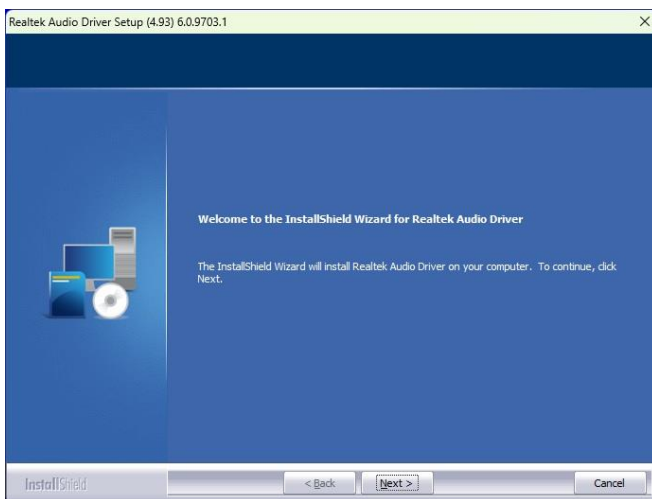 Realtek Audio Driver Setup (4.93) 6.0.9703.1
Welcome to the InstallShield Wizard for Realtek Audio Driver
The InstallShield Wizard will install Realtek Audio Driver on your computer. To continue, click
Next.
InstallShield
< Back
Next >
Cancel